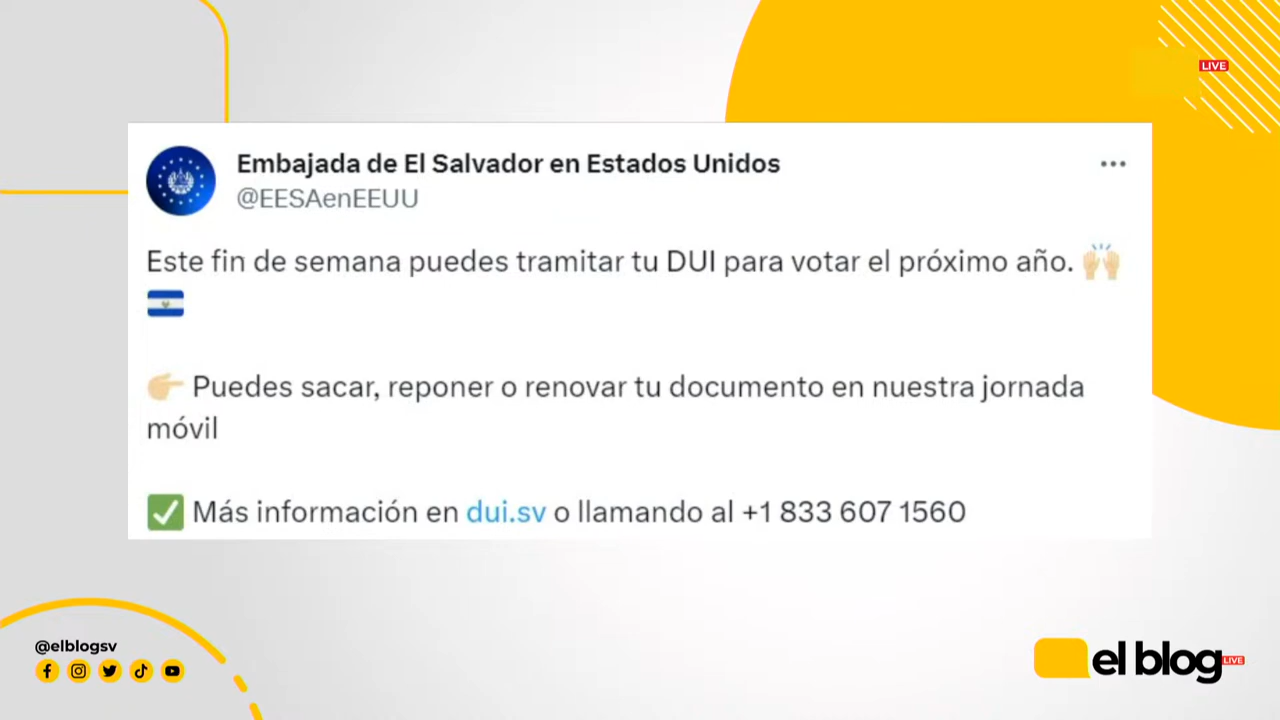 LIVE
Embajada de El Salvador en Estados Unidos
@EESAenEEUU
Este fin de semana puedes tramitar tu DUI para votar el próximo año. 🙌🏼
🇸🇻
👉🏼 Puedes sacar, reponer o renovar tu documento en nuestra jornada
móvil
✅ Más información en dui.sv o llamando al +1 833 607 1560
@elblogsv
el blog LIVE